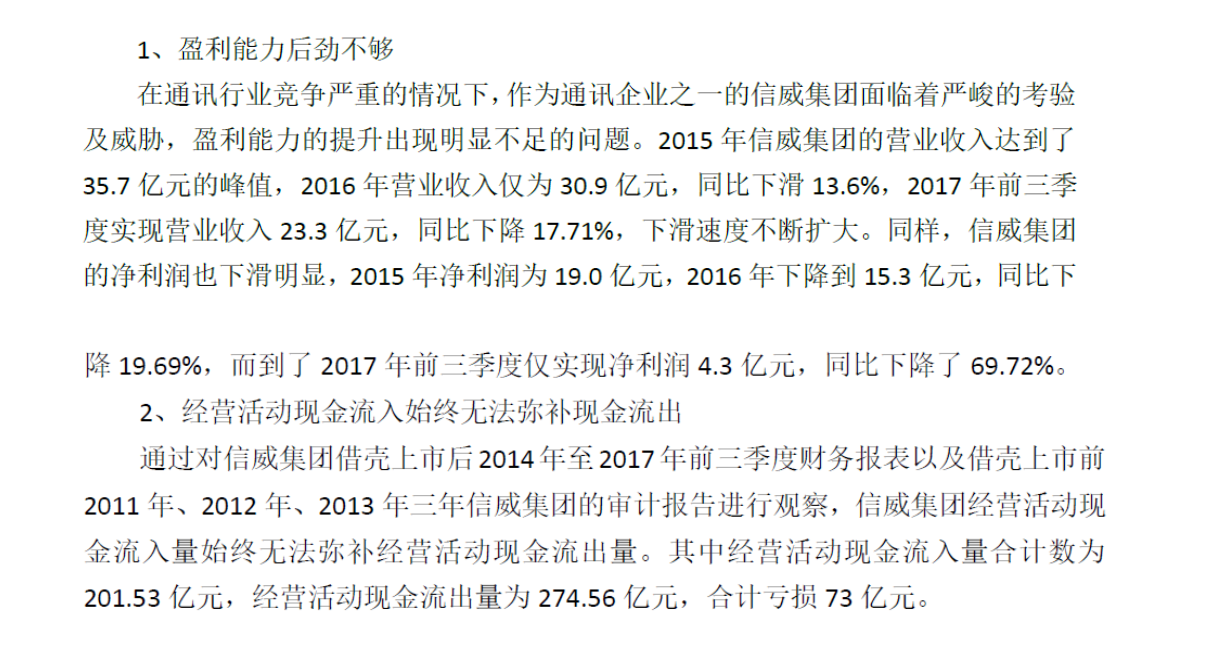 1、盈利能力后劲不够
在通讯行业竞争严重的情况下，作为通讯企业之一的信威集团面临着严峻的考验
及威胁，盈利能力的提升出现明显不足的问题。2015 年信威集团的营业收入达到了
35.7 亿元的峰值，2016 年营业收入仅为 30.9 亿元，同比下滑 13.6%，2017 年前三季
度实现营业收入 23.3 亿元，同比下降 17.71%，下滑速度不断扩大。同样，信威集团
的净利润也下滑明显，2015 年净利润为 19.0 亿元，2016 年下降到 15.3 亿元，同比下
降 19.69%，而到了 2017 年前三季度仅实现净利润 4.3 亿元，同比下降了 69.72%。
2、经营活动现金流入始终无法弥补现金流出
通过对信威集团借壳上市后 2014 年至 2017 年前三季度财务报表以及借壳上市前
2011 年、2012 年、2013 年三年信威集团的审计报告进行观察，信威集团经营活动现
金流入量始终无法弥补经营活动现金流出量。其中经营活动现金流入量合计数为
201.53 亿元，经营活动现金流出量为 274.56 亿元，合计亏损 73 亿元。